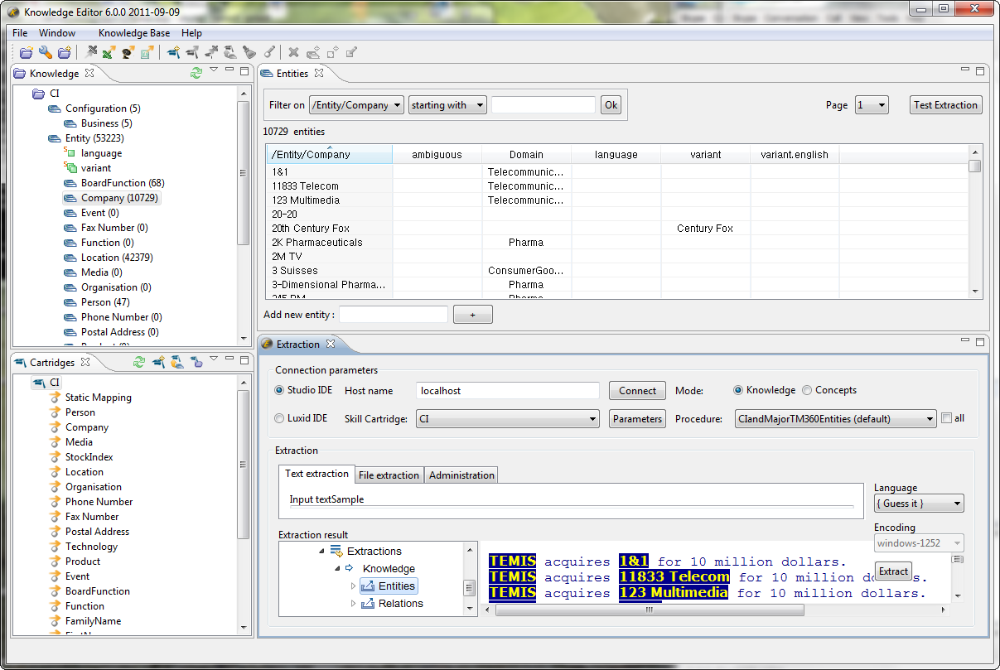 Knowledge Editor 6.0.0 2011-09-09
File Window Knowledge Base Help
Knowledge
CI
Configuration (5)
Business (5)
Entity (53223)
language
variant
BoardFunction (68)
Company (10729)
Event (0)
Fax Number (0)
Function (0)
Location (42379)
Media (0)
Organisation (0)
Person (47)
Phone Number (0)
Postal Address (0)
Entities
Filter on /Entity/Company starting with Ok Page 1 Test Extraction
10729 entities
/Entity/Company ambiguous Domain language variant variant.english
1&1 Telecommunic...
11833 Telecom Telecommunic...
123 Multimedia Telecommunic...
20-20
20th Century Fox Century Fox
2K Pharmaceuticals Pharma
2M TV
3 Suisses ConsumerGoo...
3-Dimensional Pharma... Pharma
Add new entity : +
Cartridges
CI
Static Mapping
Person
Company
Media
StockIndex
Location
Organisation
Phone Number
Fax Number
Postal Address
Technology
Product
Event
BoardFunction
Function
FamilyName
Extraction
Connection parameters
Studio IDE Host name localhost Connect Mode: Knowledge Concepts
Luxid IDE Skill Cartridge: CI Parameters Procedure: CIandMajorTM360Entities (default) all
Extraction
Text extraction File extraction Administration
Input textSample
Language
{ Guess it }
Encoding
windows-1252
Extract
Extraction result
Extractions
Knowledge
Entities
Relations
TEMIS acquires 1&1 for 10 million dollars.
TEMIS acquires 11833 Telecom for 10 million
TEMIS acquires 123 Multimedia for 10 million dollars.